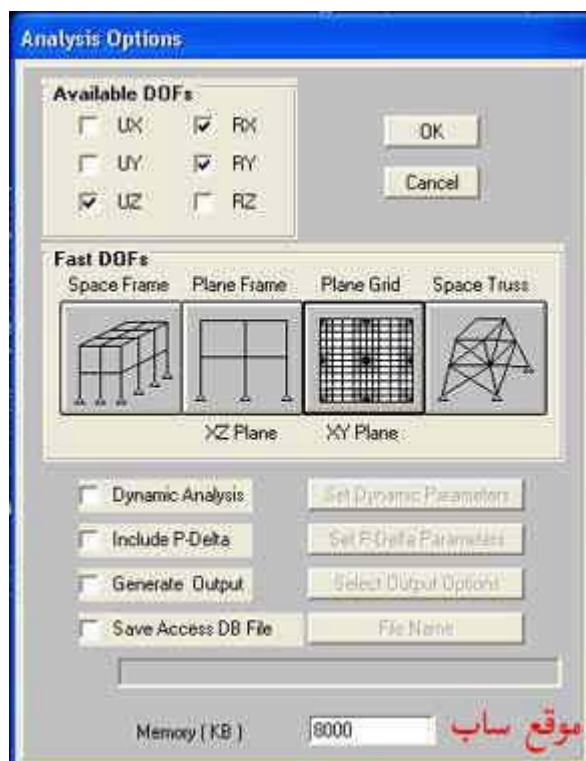 Analysis Options
Available DOFs
UX RX
UY RY
UZ RZ
OK
Cancel
Fast DOFs
Space Frame Plane Frame Plane Grid Space Truss
XZ Plane XY Plane
Dynamic Analysis Set Dynamic Parameters
Include P-Delta Set P-Delta Parameters
Generate Output Select Output Options
Save Access DB File File Name
Memory ( KB ) 8000
موقع ساب